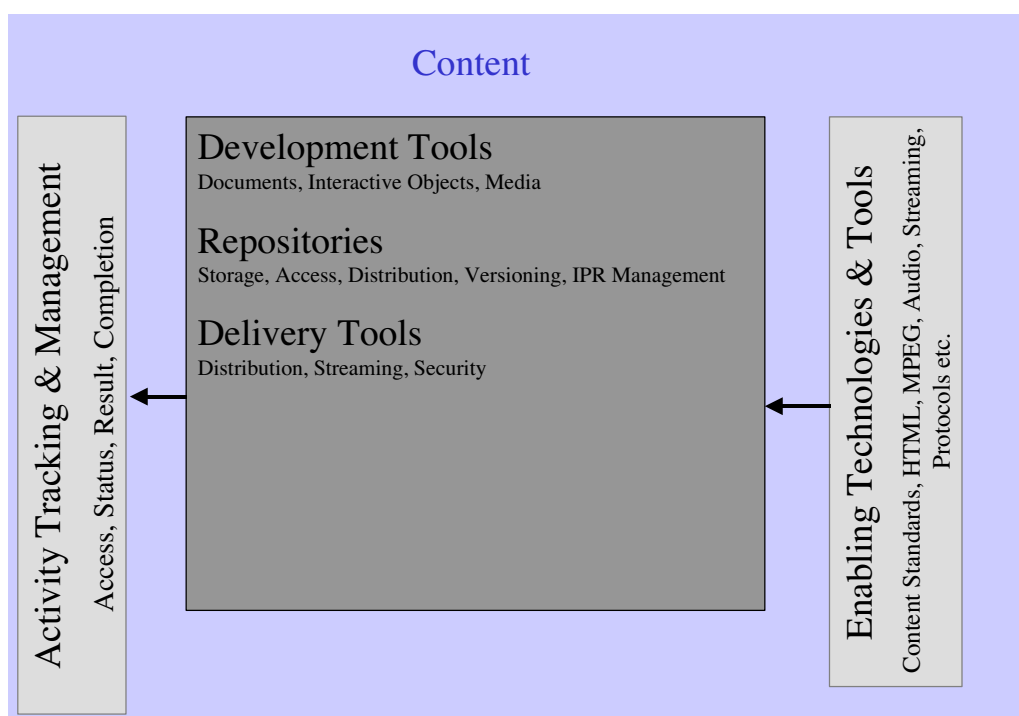 Content
Activity Tracking & Management
Access, Status, Result, Completion
Development Tools
Documents, Interactive Objects, Media
Repositories
Storage, Access, Distribution, Versioning, IPR Management
Delivery Tools
Distribution, Streaming, Security
Enabling Technologies & Tools
Content Standards, HTML, MPEG, Audio, Streaming,
Protocols etc.